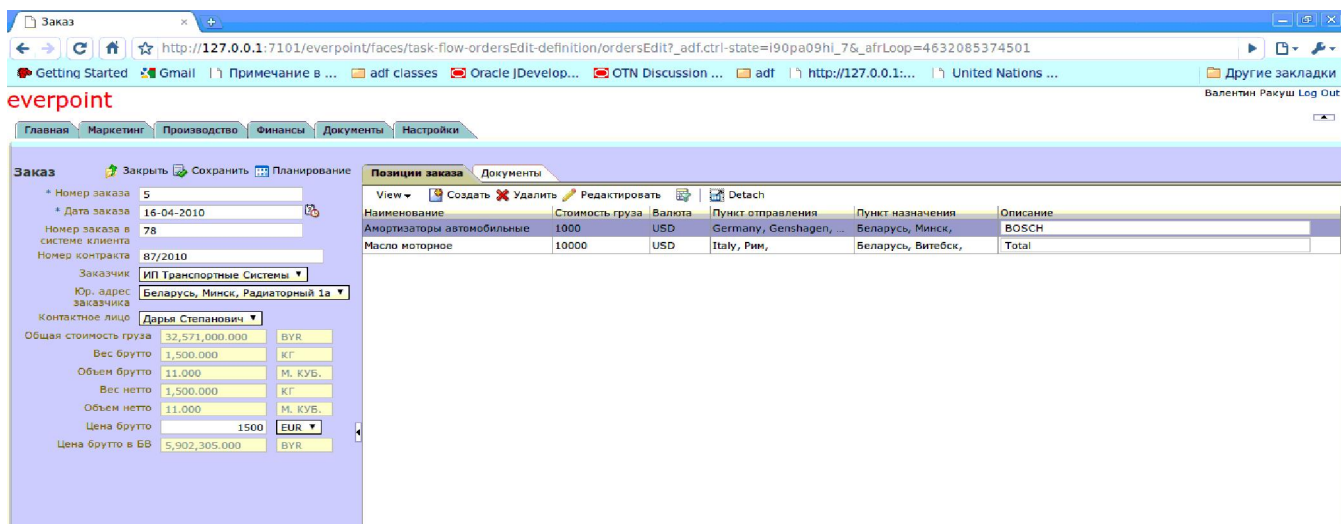 Заказ
http://127.0.0.1:7101/everpoint/faces/task-flow-ordersEdit-definition/ordersEdit?_adf.ctrl-state=i90pa09hi_7&_afrLoop=4632085374501
Getting Started Gmail Примечание в ... adf classes Oracle JDevelop... OTN Discussion ... adf http://127.0.0.1:... United Nations ... Другие закладки
everpoint Валентин Ракуш Log Out
Главная Маркетинг Производство Финансы Документы Настройки
Заказ Закрыть Сохранить Планирование
* Номер заказа 5
* Дата заказа 16-04-2010
Номер заказа в системе клиента 78
Номер контракта 87/2010
Заказчик ИП Транспортные Системы
Юр. адрес заказчика Беларусь, Минск, Радиаторный 1а
Контактное лицо Дарья Степанович
Общая стоимость груза 32,571,000.000 BYR
Вес брутто 1,500.000 КГ
Объем брутто 11.000 М. КУБ.
Вес нетто 1,500.000 КГ
Объем нетто 11.000 М. КУБ.
Цена брутто 1500 EUR
Цена брутто в БВ 5,902,305.000 BYR
Позиции заказа Документы
View Создать Удалить Редактировать Detach
Наименование Стоимость груза Валюта Пункт отправления Пункт назначения Описание
Амортизаторы автомобильные 1000 USD Germany, Genshagen, ... Беларусь, Минск, BOSCH
Масло моторное 10000 USD Italy, Рим, Беларусь, Витебск, Total